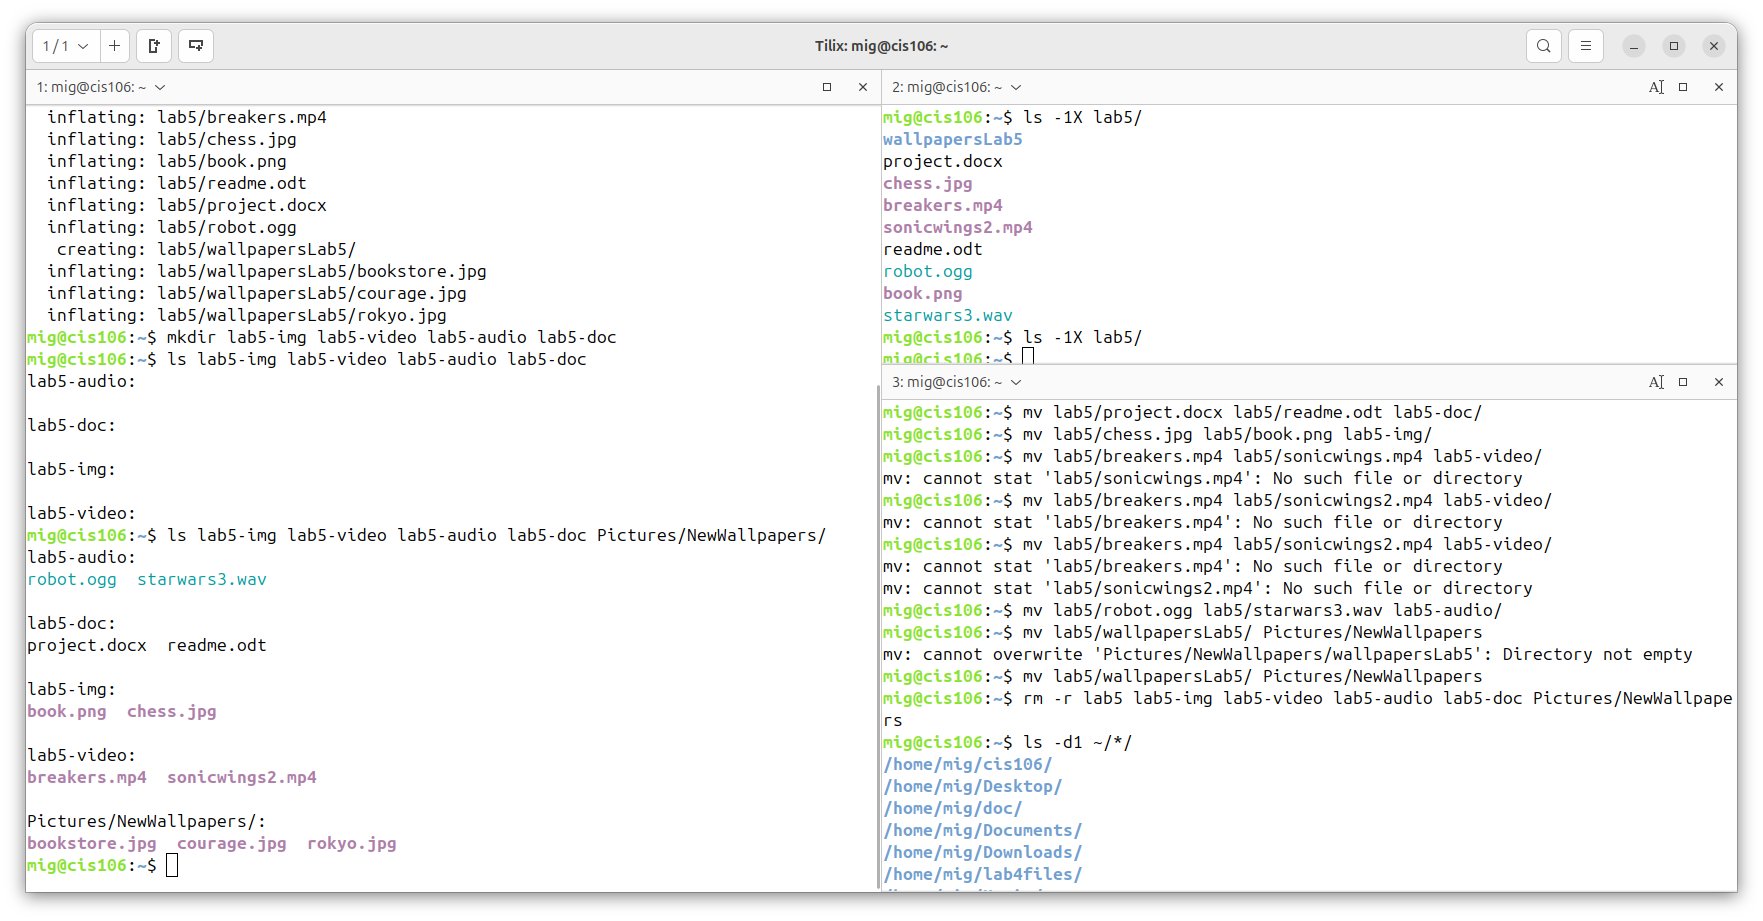 1 / 1
Tilix: mig@cis106: ~
1: mig@cis106: ~
inflating: lab5/breakers.mp4
inflating: lab5/chess.jpg
inflating: lab5/book.png
inflating: lab5/readme.odt
inflating: lab5/project.docx
inflating: lab5/robot.ogg
creating: lab5/wallpapersLab5/
inflating: lab5/wallpapersLab5/bookstore.jpg
inflating: lab5/wallpapersLab5/courage.jpg
inflating: lab5/wallpapersLab5/rokyo.jpg
mig@cis106:~$ mkdir lab5-img lab5-video lab5-audio lab5-doc
mig@cis106:~$ ls lab5-img lab5-video lab5-audio lab5-doc
lab5-audio:
lab5-doc:
lab5-img:
lab5-video:
mig@cis106:~$ ls lab5-img lab5-video lab5-audio lab5-doc Pictures/NewWallpapers/
lab5-audio:
robot.ogg  starwars3.wav
lab5-doc:
project.docx  readme.odt
lab5-img:
book.png  chess.jpg
lab5-video:
breakers.mp4  sonicwings2.mp4
Pictures/NewWallpapers/:
bookstore.jpg  courage.jpg  rokyo.jpg
mig@cis106:~$
2: mig@cis106: ~
mig@cis106:~$ ls -1X lab5/
wallpapersLab5
project.docx
chess.jpg
breakers.mp4
sonicwings2.mp4
readme.odt
robot.ogg
book.png
starwars3.wav
mig@cis106:~$ ls -1X lab5/
mig@cis106:~$
3: mig@cis106: ~
mig@cis106:~$ mv lab5/project.docx lab5/readme.odt lab5-doc/
mig@cis106:~$ mv lab5/chess.jpg lab5/book.png lab5-img/
mig@cis106:~$ mv lab5/breakers.mp4 lab5/sonicwings.mp4 lab5-video/
mv: cannot stat 'lab5/sonicwings.mp4': No such file or directory
mig@cis106:~$ mv lab5/breakers.mp4 lab5/sonicwings2.mp4 lab5-video/
mv: cannot stat 'lab5/breakers.mp4': No such file or directory
mig@cis106:~$ mv lab5/breakers.mp4 lab5/sonicwings2.mp4 lab5-video/
mv: cannot stat 'lab5/breakers.mp4': No such file or directory
mv: cannot stat 'lab5/sonicwings2.mp4': No such file or directory
mig@cis106:~$ mv lab5/robot.ogg lab5/starwars3.wav lab5-audio/
mig@cis106:~$ mv lab5/wallpapersLab5/ Pictures/NewWallpapers
mv: cannot overwrite 'Pictures/NewWallpapers/wallpapersLab5': Directory not empty
mig@cis106:~$ mv lab5/wallpapersLab5/ Pictures/NewWallpapers
mig@cis106:~$ rm -r lab5 lab5-img lab5-video lab5-audio lab5-doc Pictures/NewWallpape
rs
mig@cis106:~$ ls -d1 ~/*/
/home/mig/cis106/
/home/mig/Desktop/
/home/mig/doc/
/home/mig/Documents/
/home/mig/Downloads/
/home/mig/lab4files/